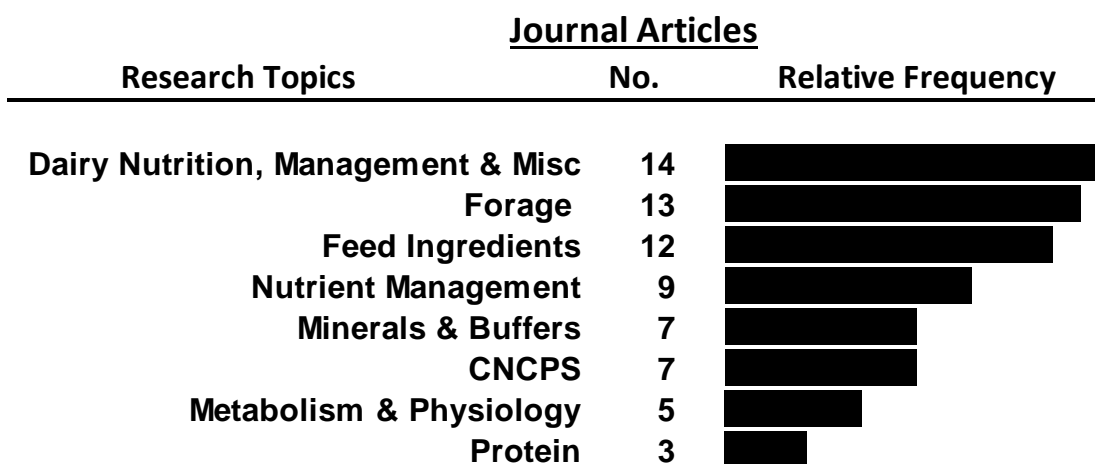 Journal Articles
Research Topics No. Relative Frequency
Dairy Nutrition, Management & Misc 14
Forage 13
Feed Ingredients 12
Nutrient Management 9
Minerals & Buffers 7
CNCPS 7
Metabolism & Physiology 5
Protein 3